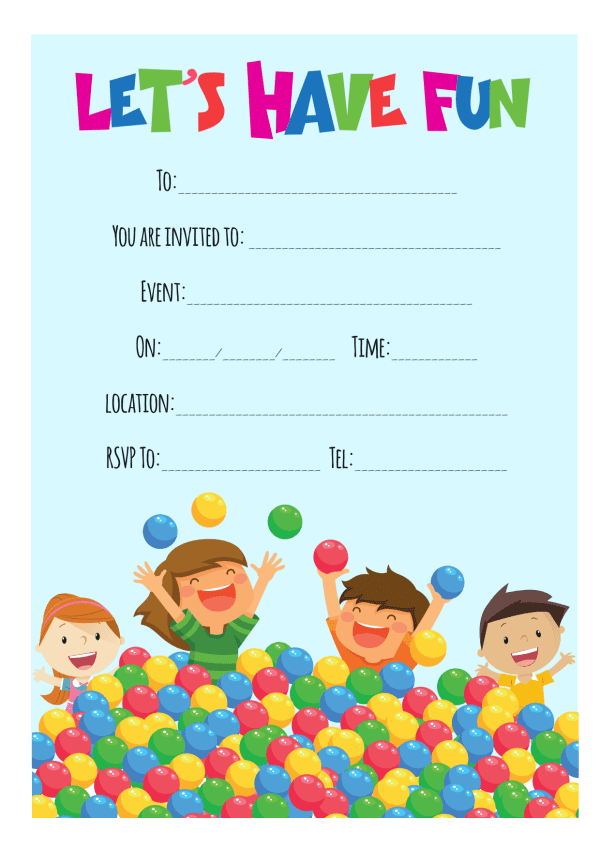 LET'S HAVE FUN
TO:
YOU ARE INVITED TO:
EVENT:
ON: / / TIME:
LOCATION:
RSVP TO: TEL: